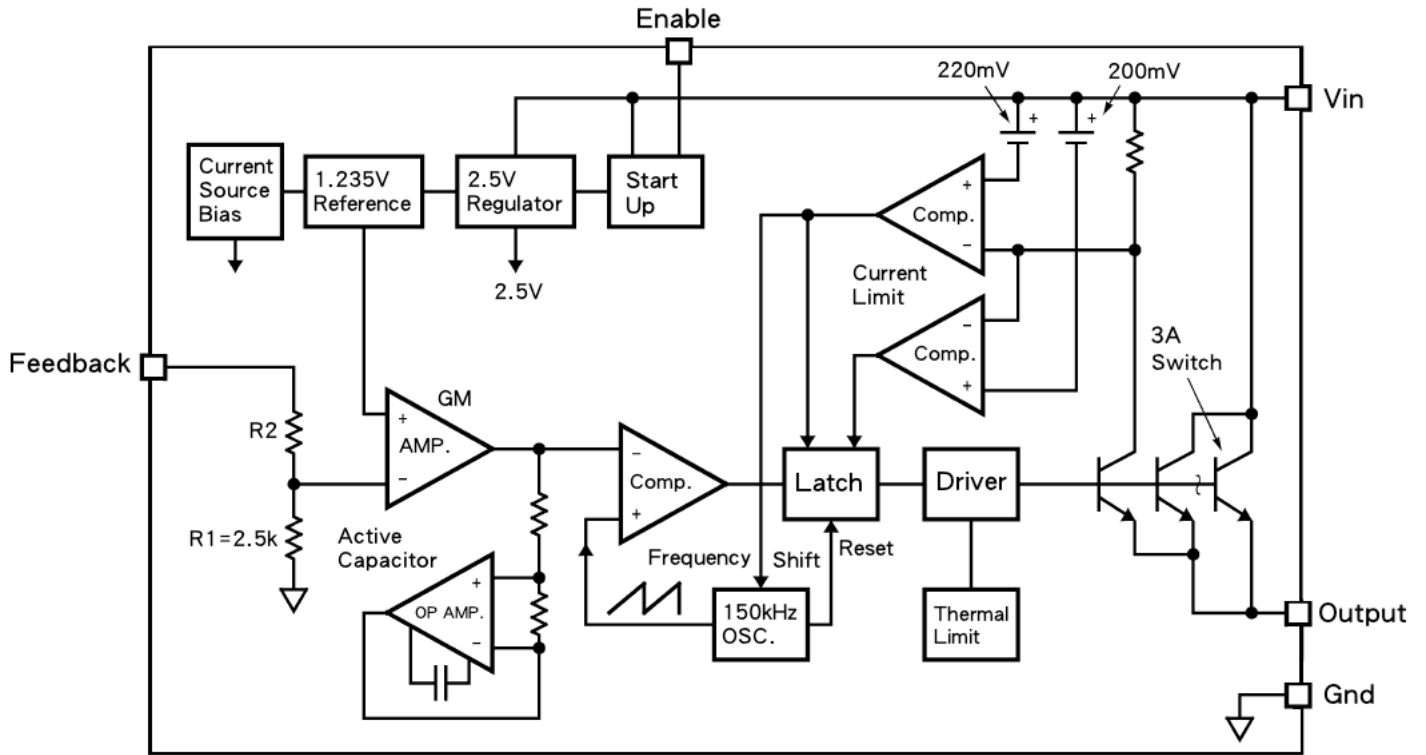 Enable
220mV
200mV
+
+
Vin
Current
Source
Bias
1.235V
Reference
2.5V
Regulator
Start
Up
+
Comp.
−
2.5V
Current
Limit
−
Comp.
+
3A
Switch
Feedback
R2
GM
+
AMP.
−
−
Comp.
+
Latch
Driver
R1=2.5k
Active
Capacitor
+
OP AMP.
−
Frequency
Shift
Reset
150kHz
OSC.
Thermal
Limit
Output
Gnd